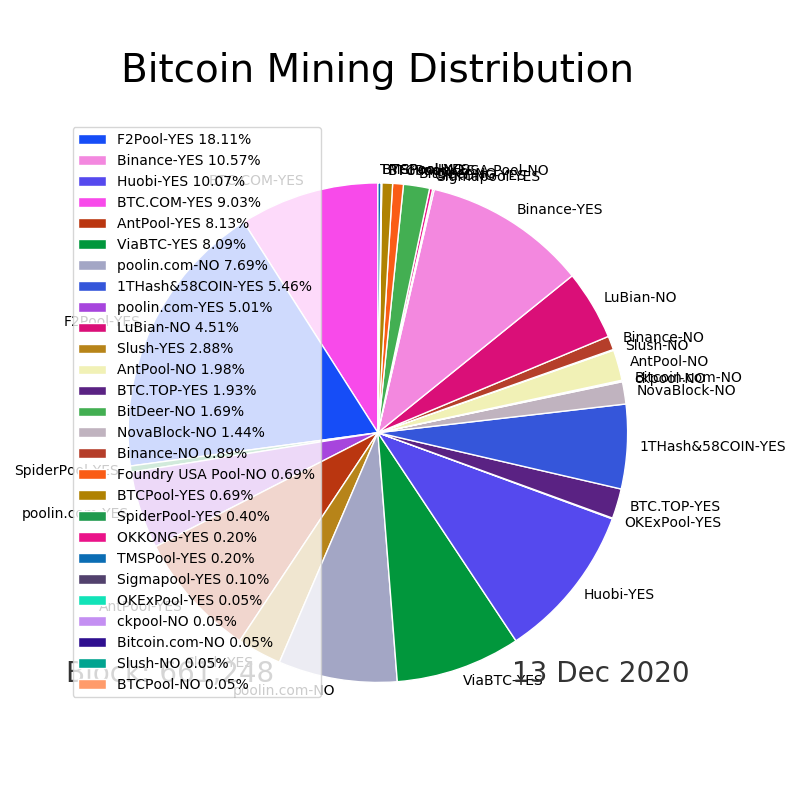 Bitcoin Mining Distribution
F2Pool-YES 18.11%
Binance-YES 10.57%
Huobi-YES 10.07%
BTC.COM-YES 9.03%
AntPool-YES 8.13%
ViaBTC-YES 8.09%
poolin.com-NO 7.69%
1THash&58COIN-YES 5.46%
poolin.com-YES 5.01%
LuBian-NO 4.51%
Slush-YES 2.88%
AntPool-NO 1.98%
BTC.TOP-YES 1.93%
BitDeer-NO 1.69%
NovaBlock-NO 1.44%
Binance-NO 0.89%
Foundry USA Pool-NO 0.69%
BTCPool-YES 0.69%
SpiderPool-YES 0.40%
OKKONG-YES 0.20%
TMSPool-YES 0.20%
Sigmapool-YES 0.10%
OKExPool-YES 0.05%
ckpool-NO 0.05%
Bitcoin.com-NO 0.05%
Slush-NO 0.05%
BTCPool-NO 0.05%
Sigmapool-YES
Binance-YES
LuBian-NO
Binance-NO
Slush-NO
AntPool-NO
Bitcoin.com-NO
ckpool-NO
NovaBlock-NO
1THash&58COIN-YES
BTC.TOP-YES
OKExPool-YES
Huobi-YES
ViaBTC-YES
poolin.com-NO
AntPool-YES
SpiderPool-YES
F2Pool-YES
Block: 661,248
13 Dec 2020